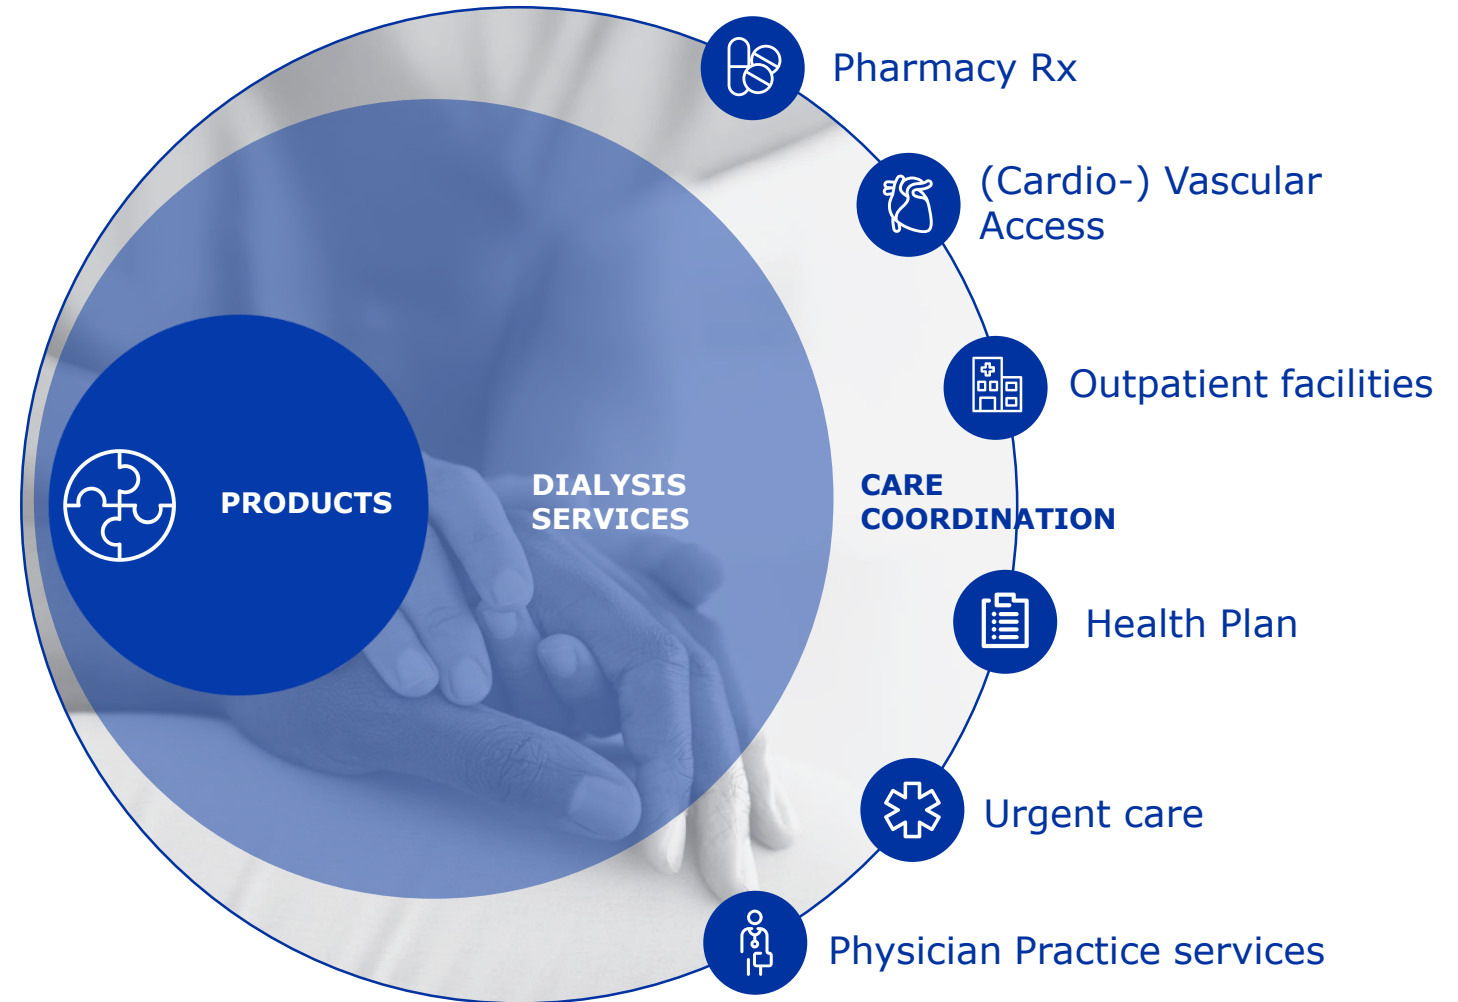 Pharmacy Rx
(Cardio-) Vascular
Access
Outpatient facilities
PRODUCTS
DIALYSIS
SERVICES
CARE
COORDINATION
Health Plan
Urgent care
Physician Practice services